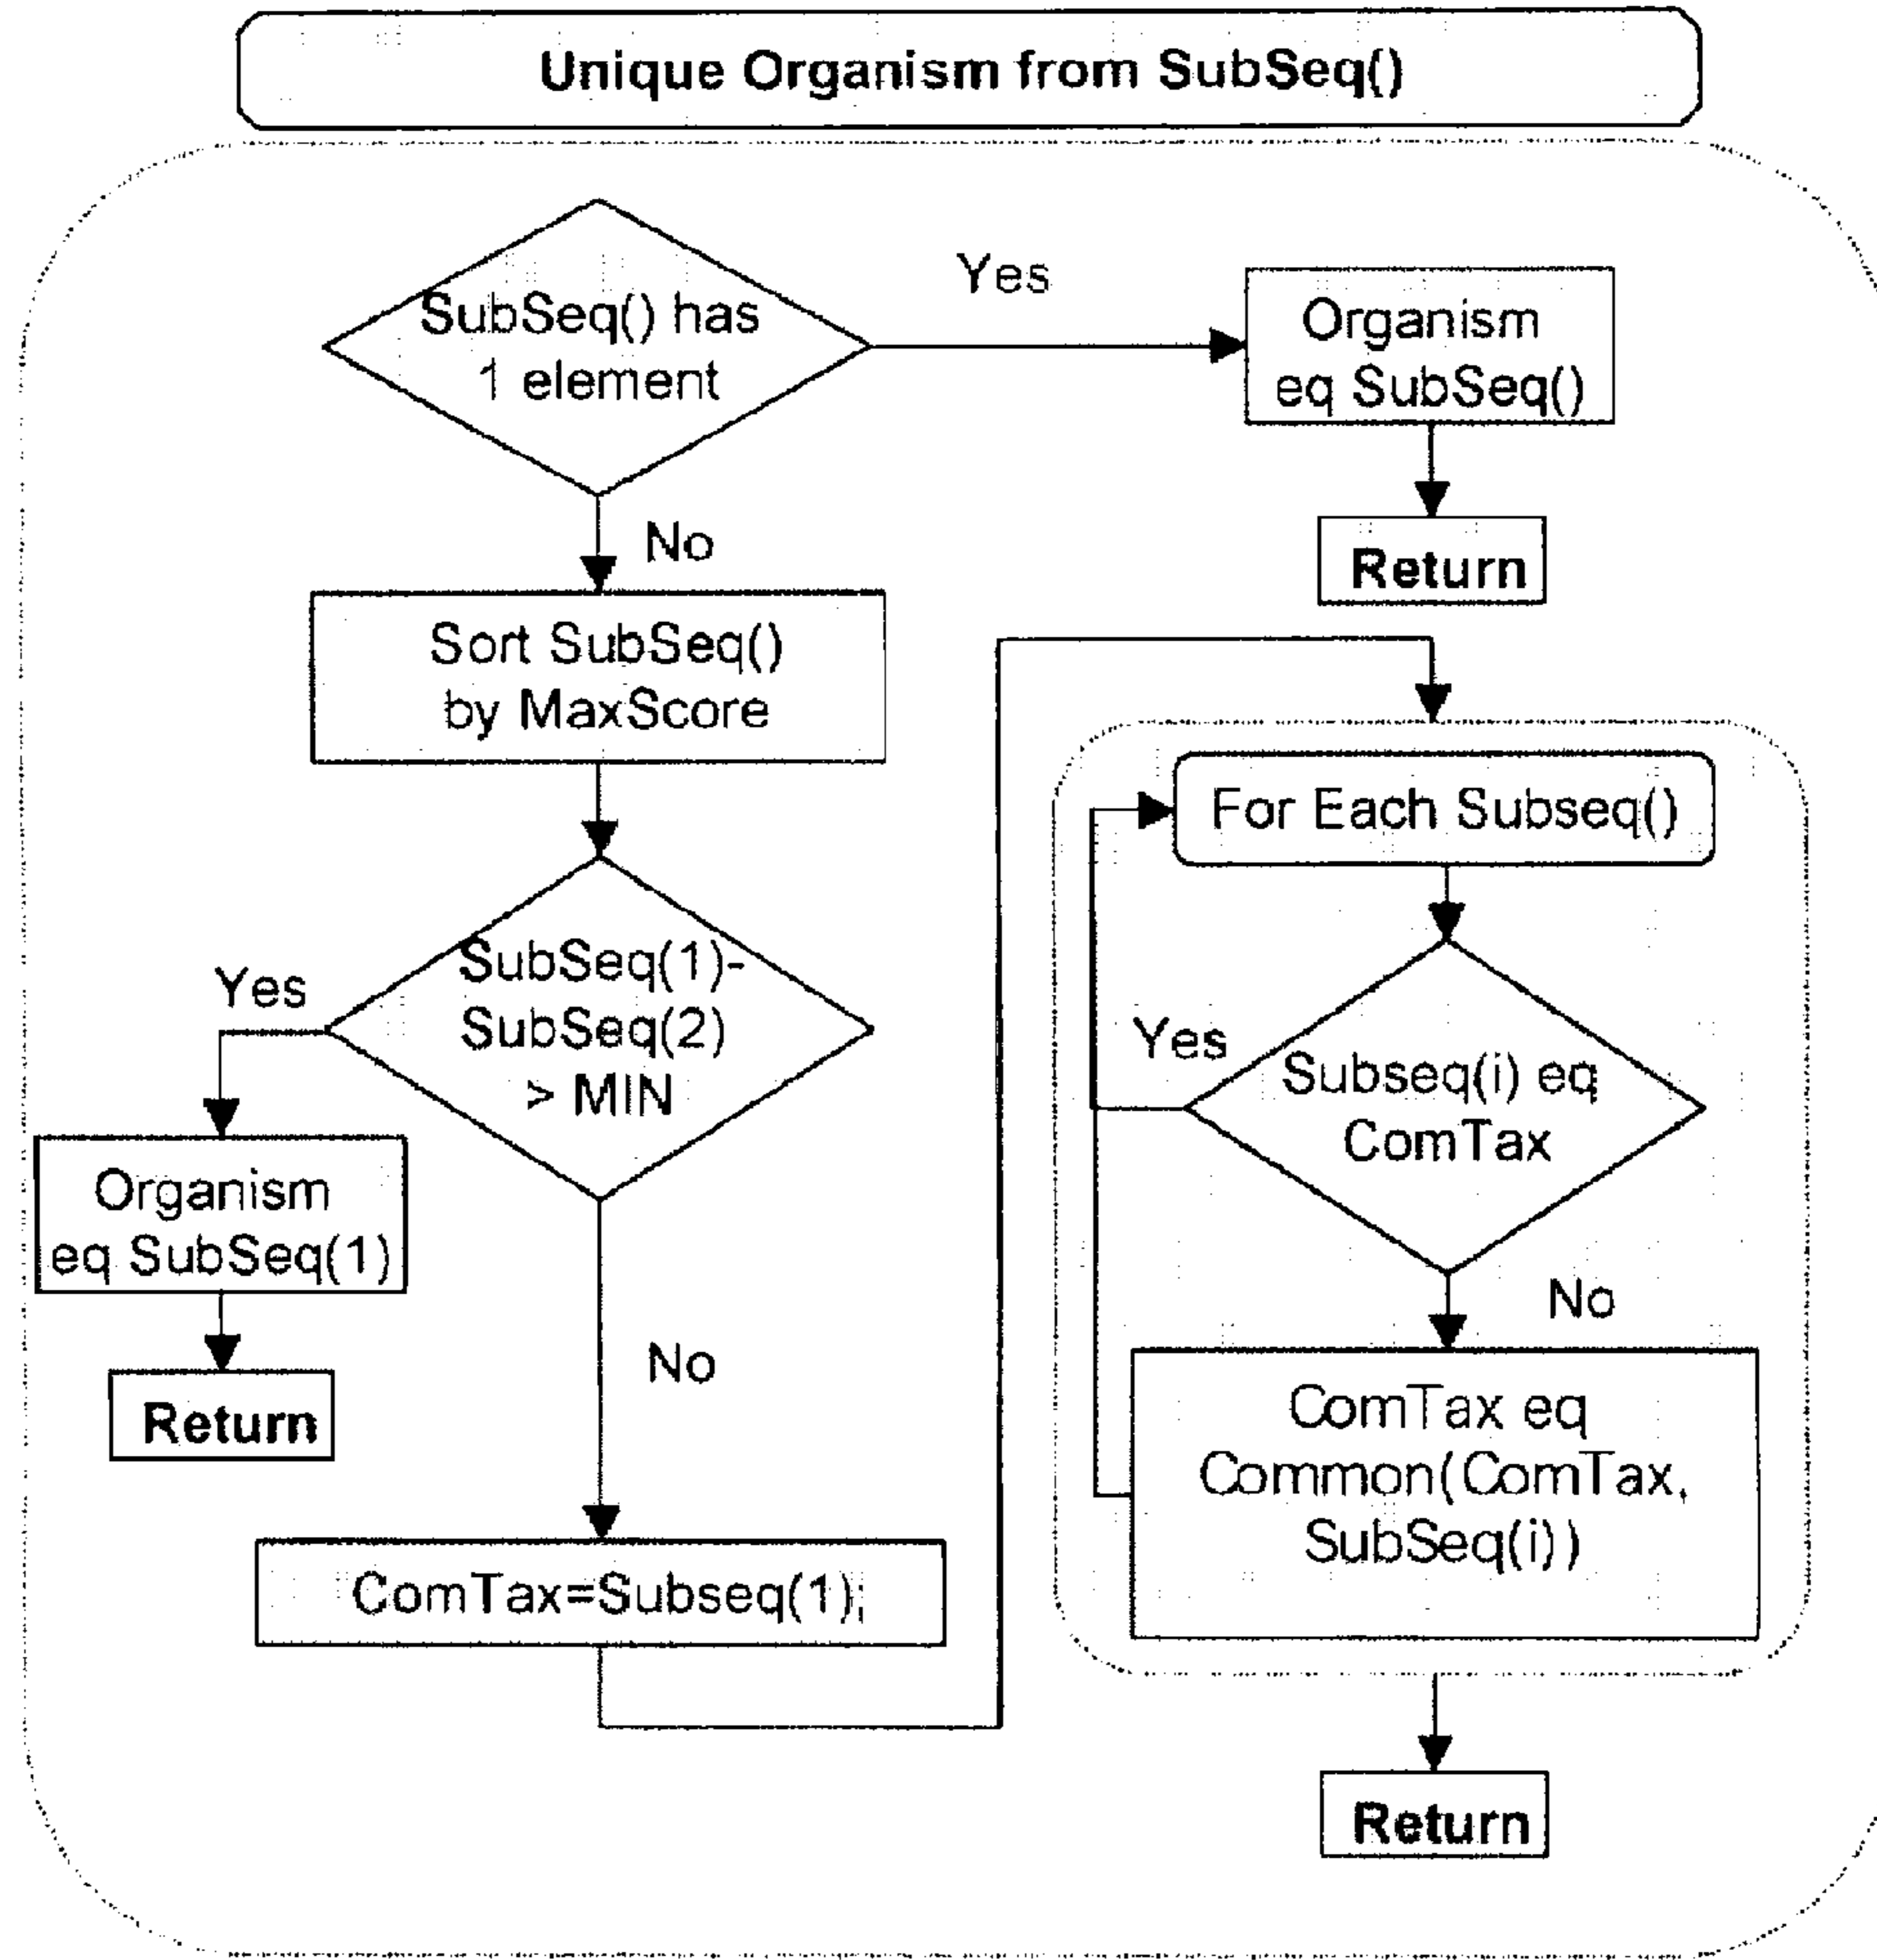 Unique Organism from SubSeq()
SubSeq() has
1 element
Yes
Organism
eq SubSeq()
Return
No
Sort SubSeq()
by MaxScore
SubSeq(1)-
SubSeq(2)
> MIN
Yes
Organism
eq SubSeq(1)
Return
No
ComTax=Subseq(1);
For Each Subseq()
Subseq(i) eq
ComTax
Yes
No
ComTax eq
Common(ComTax,
SubSeq(i))
Return